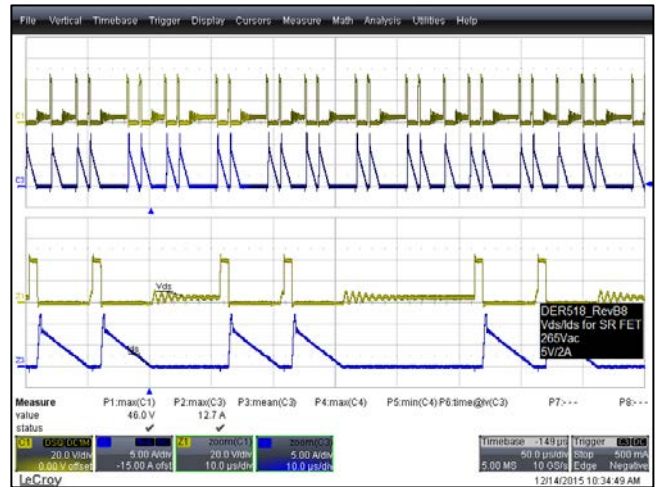 File Vertical Timebase Trigger Display Cursors Measure Math Analysis Utilities Help
C1
C3
Vds
Z1
DER518_RevB8
Vds/Ids for SR FET
265Vac
5V/2A
Ids
Measure P1:max(C1) P2:max(C3) P3:mean(C3) P4:max(C4) P5:min(C4) P6:time@lv(C3) P7:--- P8:---
value 46.0 V 12.7 A
status
C1 DSQ DC1M Z1 zoom(C1) zoom(C3) Timebase -149 µs Trigger C3 DC
20.0 V/div 5.00 A/div 20.0 V/div 5.00 A/div 50.0 µs/div Stop 500 mA
0.00 V offset -15.00 A ofst 10.0 µs/div 10.0 µs/div 5.00 MS 10 GS/s Edge Negative
LeCroy 12/14/2015 10:34:49 AM